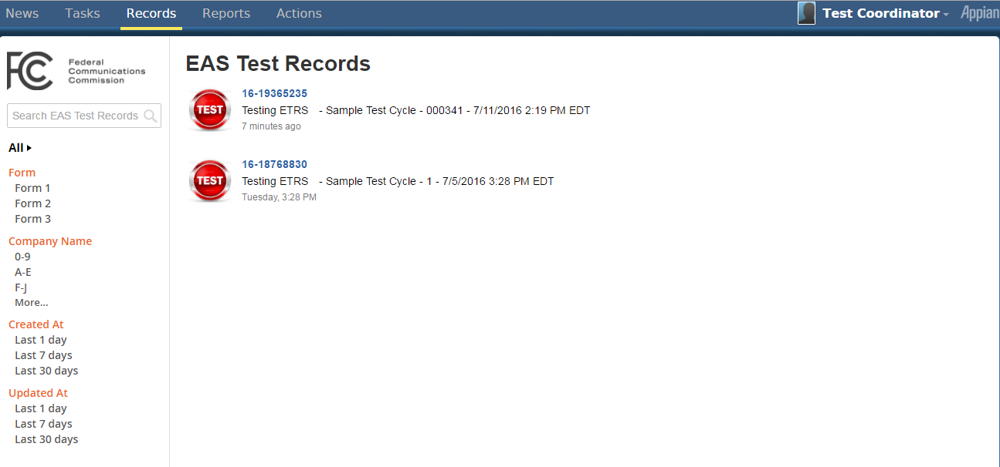 News Tasks Records Reports Actions Test Coordinator Appian
FCC Federal
Communications
Commission
Search EAS Test Records
All
Form
Form 1
Form 2
Form 3
Company Name
0-9
A-E
F-J
More...
Created At
Last 1 day
Last 7 days
Last 30 days
Updated At
Last 1 day
Last 7 days
Last 30 days
EAS Test Records
TEST
16-19365235
Testing ETRS - Sample Test Cycle - 000341 - 7/11/2016 2:19 PM EDT
7 minutes ago
TEST
16-18768830
Testing ETRS - Sample Test Cycle - 1 - 7/5/2016 3:28 PM EDT
Tuesday, 3:28 PM